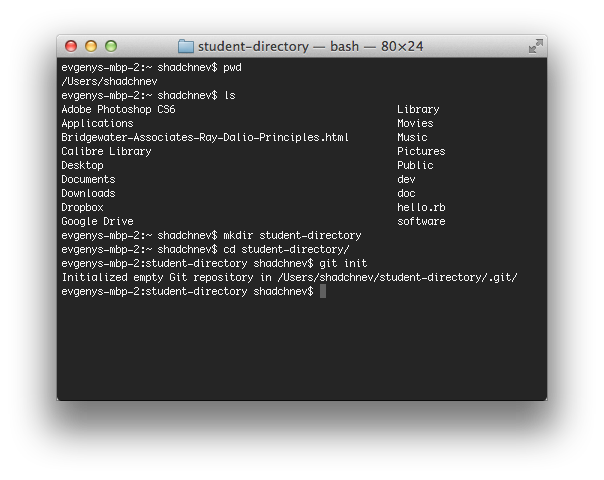 student-directory — bash — 80×24
evgenys-mbp-2:~ shadchnev$ pwd
/Users/shadchnev
evgenys-mbp-2:~ shadchnev$ ls
Adobe Photoshop CS6 Library
Applications Movies
Bridgewater-Associates-Ray-Dalio-Principles.html Music
Calibre Library Pictures
Desktop Public
Documents dev
Downloads doc
Dropbox hello.rb
Google Drive software
evgenys-mbp-2:~ shadchnev$ mkdir student-directory
evgenys-mbp-2:~ shadchnev$ cd student-directory/
evgenys-mbp-2:student-directory shadchnev$ git init
Initialized empty Git repository in /Users/shadchnev/student-directory/.git/
evgenys-mbp-2:student-directory shadchnev$